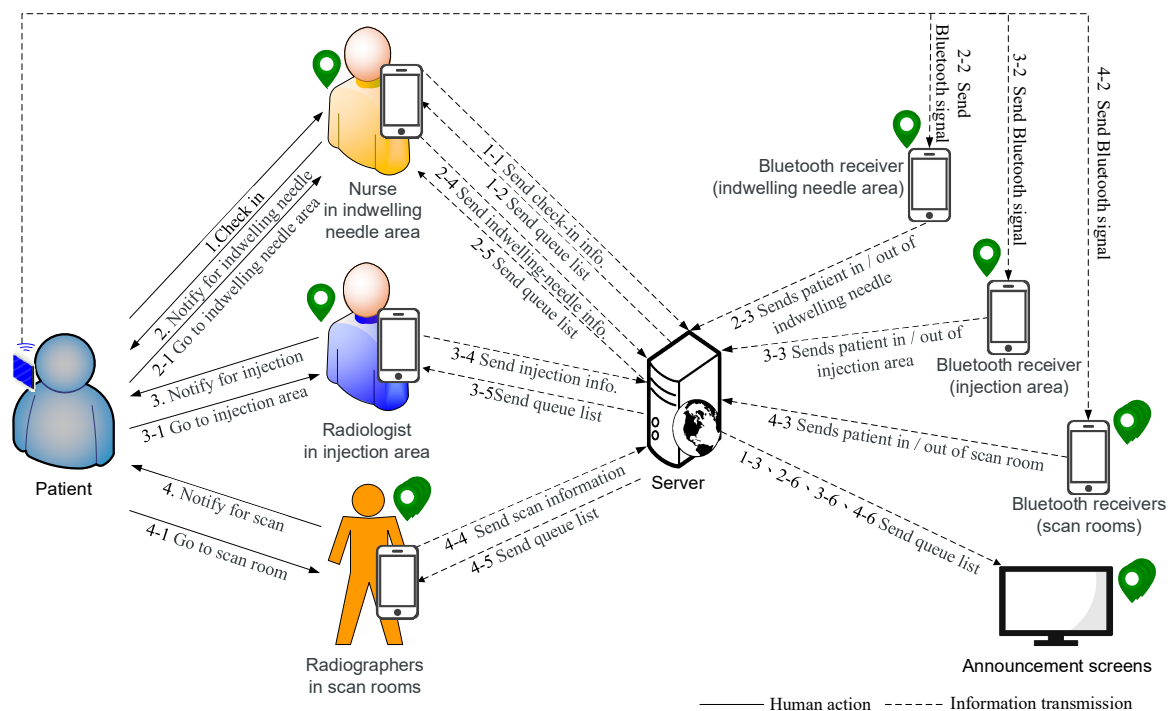 2-2 Send
Bluetooth signal
3-2 Send Bluetooth signal
4-2 Send Bluetooth signal
Nurse
in indwelling
needle area
1.Check in
2. Notify for indwelling needle
2-1 Go to indwelling needle area
1-1 Send check-in info.
1-2 Send queue list
2-4 Send indwelling-needle info.
2-5 Send queue list
Bluetooth receiver
(indwelling needle area)
2-3 Sends patient in / out of
indwelling needle
3-3 Sends patient in / out of
injection area
Bluetooth receiver
(injection area)
3. Notify for injection
3-1 Go to injection area
Radiologist
in injection area
3-4 Send injection info.
3-5Send queue list
Patient
Server
4-3 Sends patient in / out of scan room
Bluetooth receivers
(scan rooms)
4. Notify for scan
4-1 Go to scan room
4-4 Send scan information
4-5 Send queue list
1-3、2-6、3-6、4-6 Send queue list
Radiographers
in scan rooms
Announcement screens
Human action
Information transmission